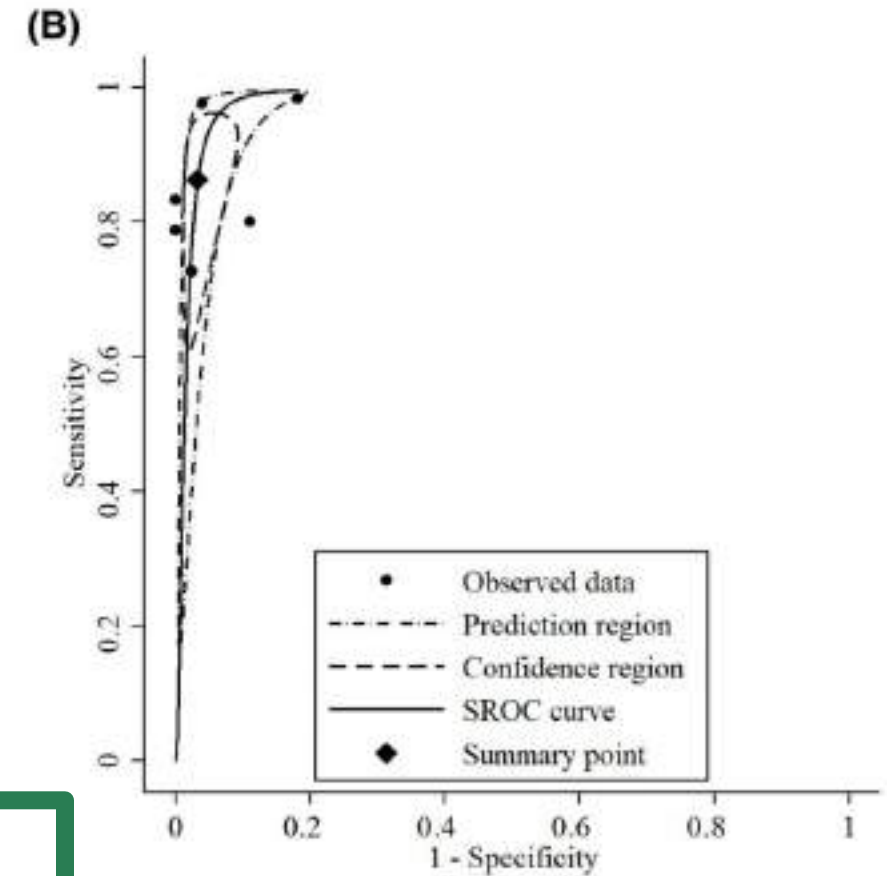 (B)
1
0.8
0.6
0.4
0.2
0
Sensitivity
Observed data
Prediction region
Confidence region
SROC curve
Summary point
0 0.2 0.4 0.6 0.8 1
1 - Specificity